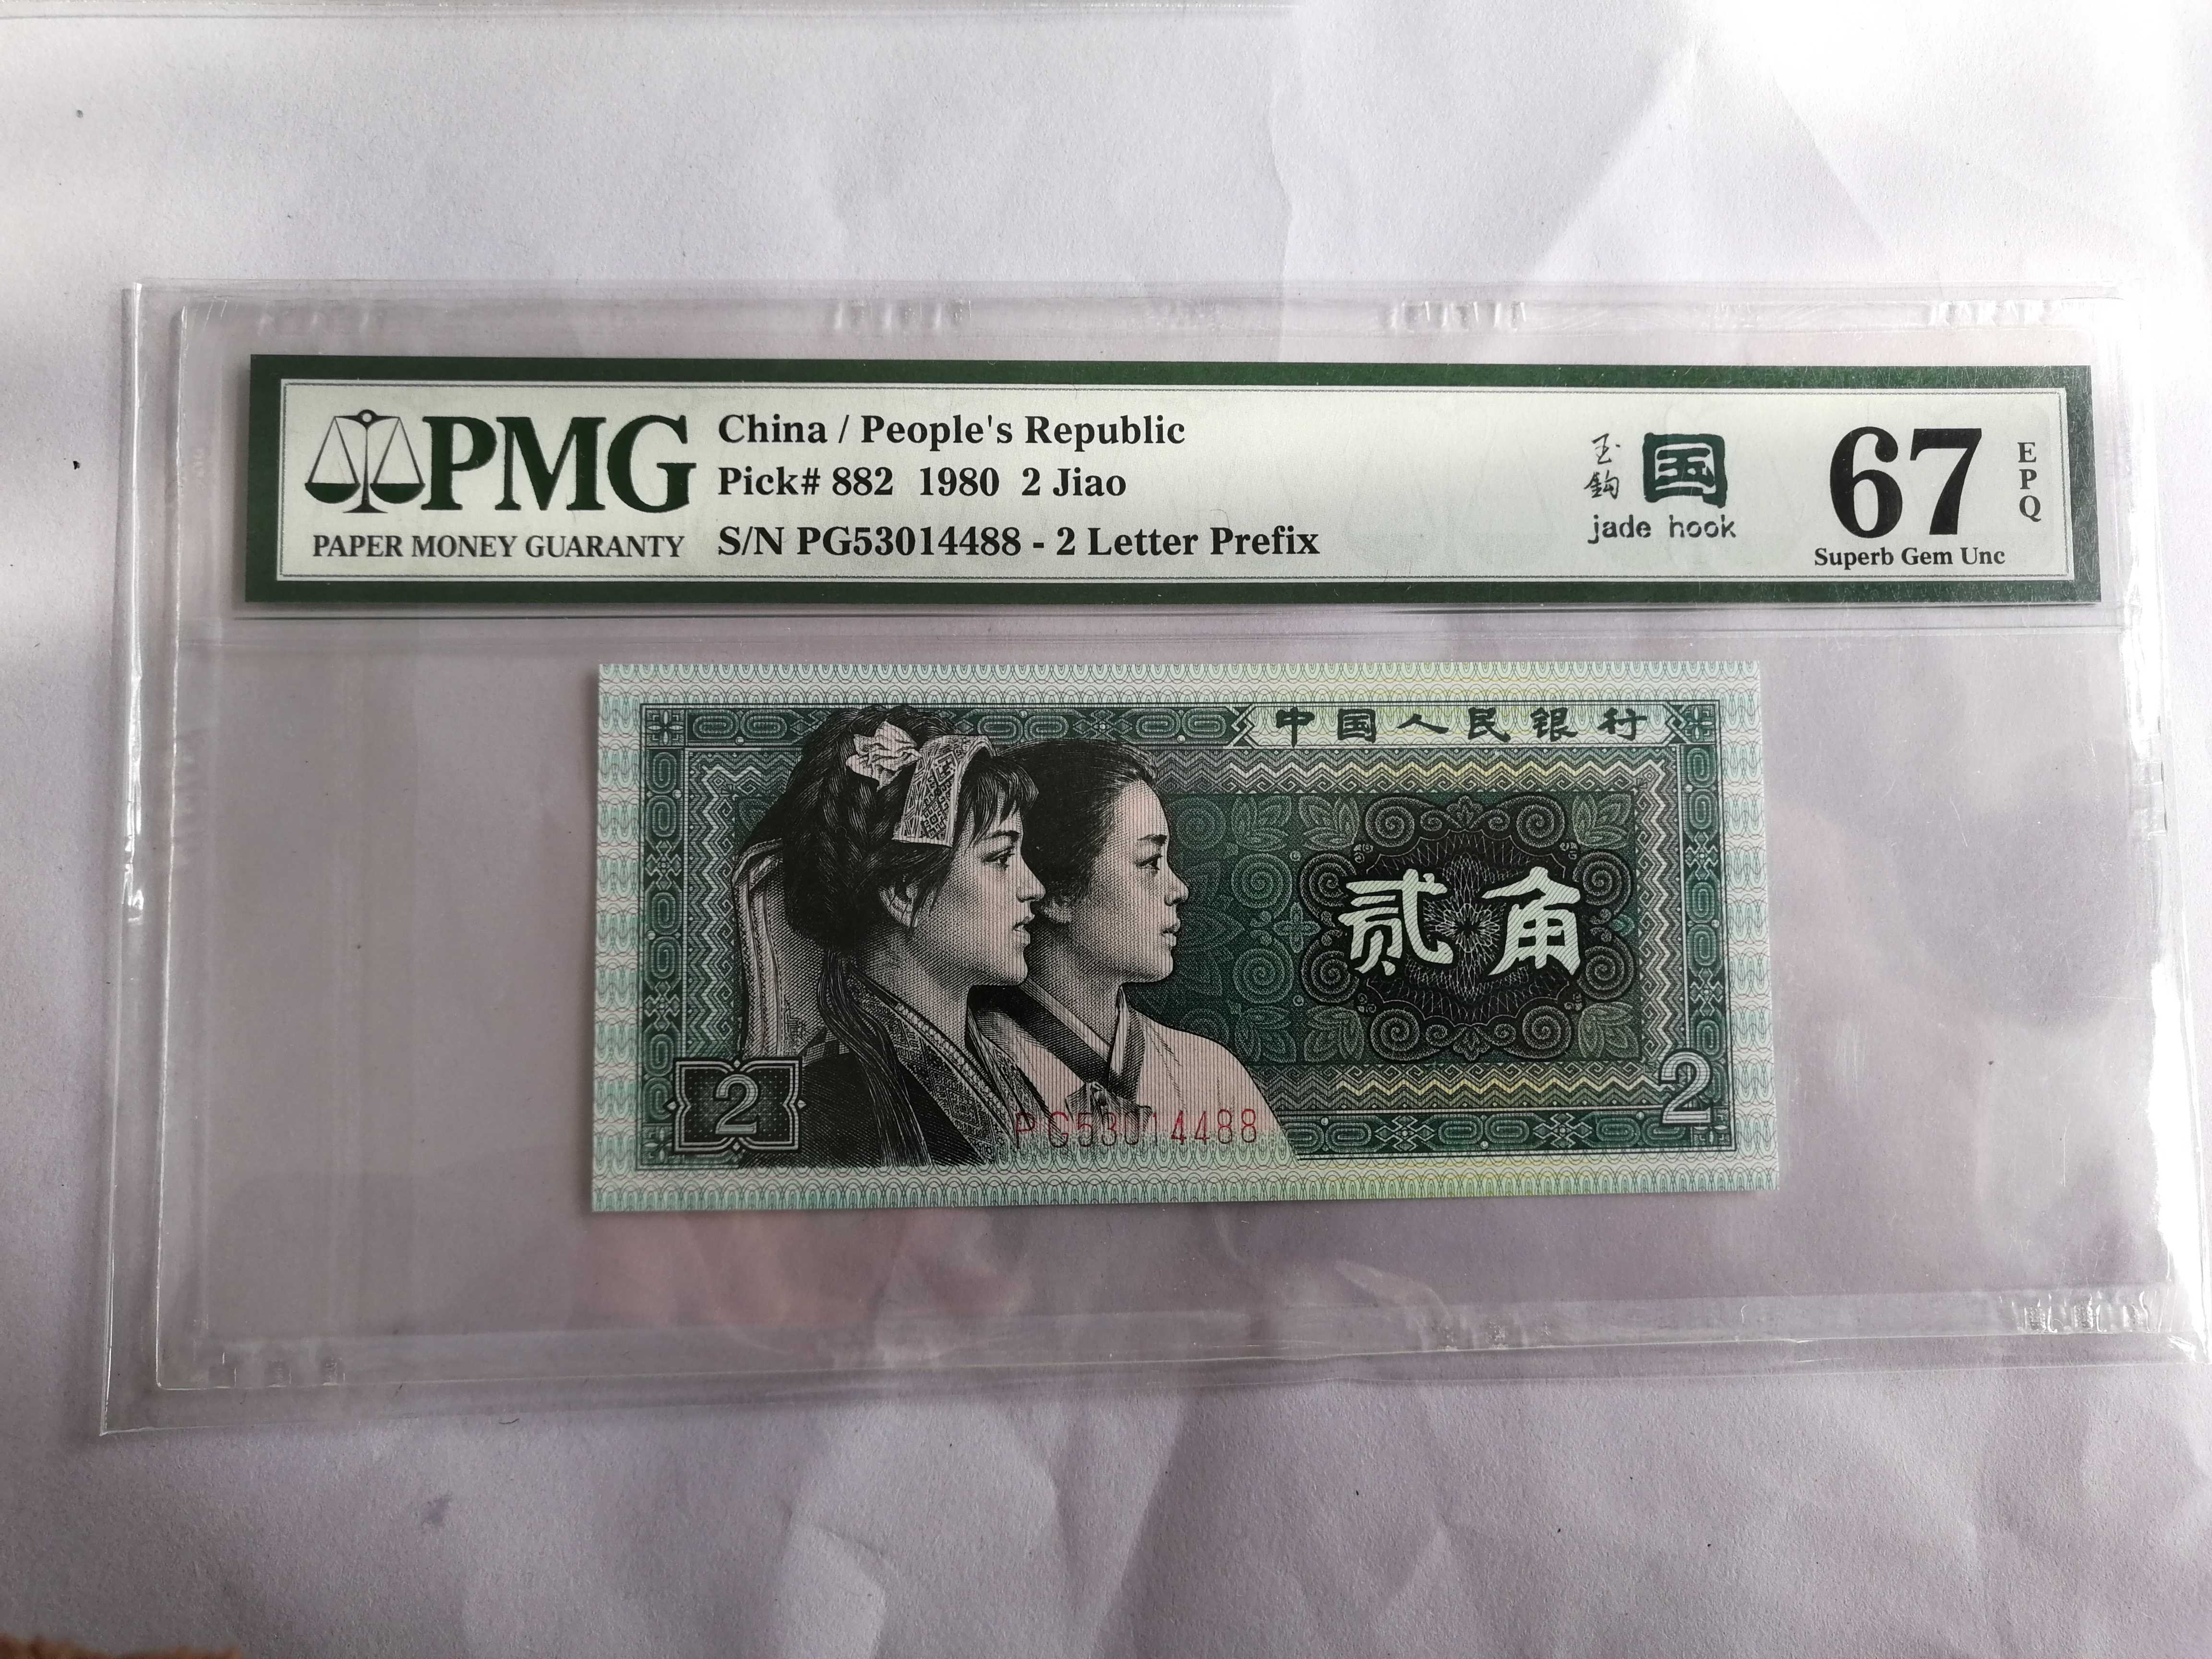 PMG
PAPER MONEY GUARANTY
China / People's Republic
Pick# 882 1980 2 Jiao
S/N PG53014488 - 2 Letter Prefix
玉鈎
国
jade hook
67
EPQ
Superb Gem Unc
中国人民银行
贰角
2
PG53014488
2